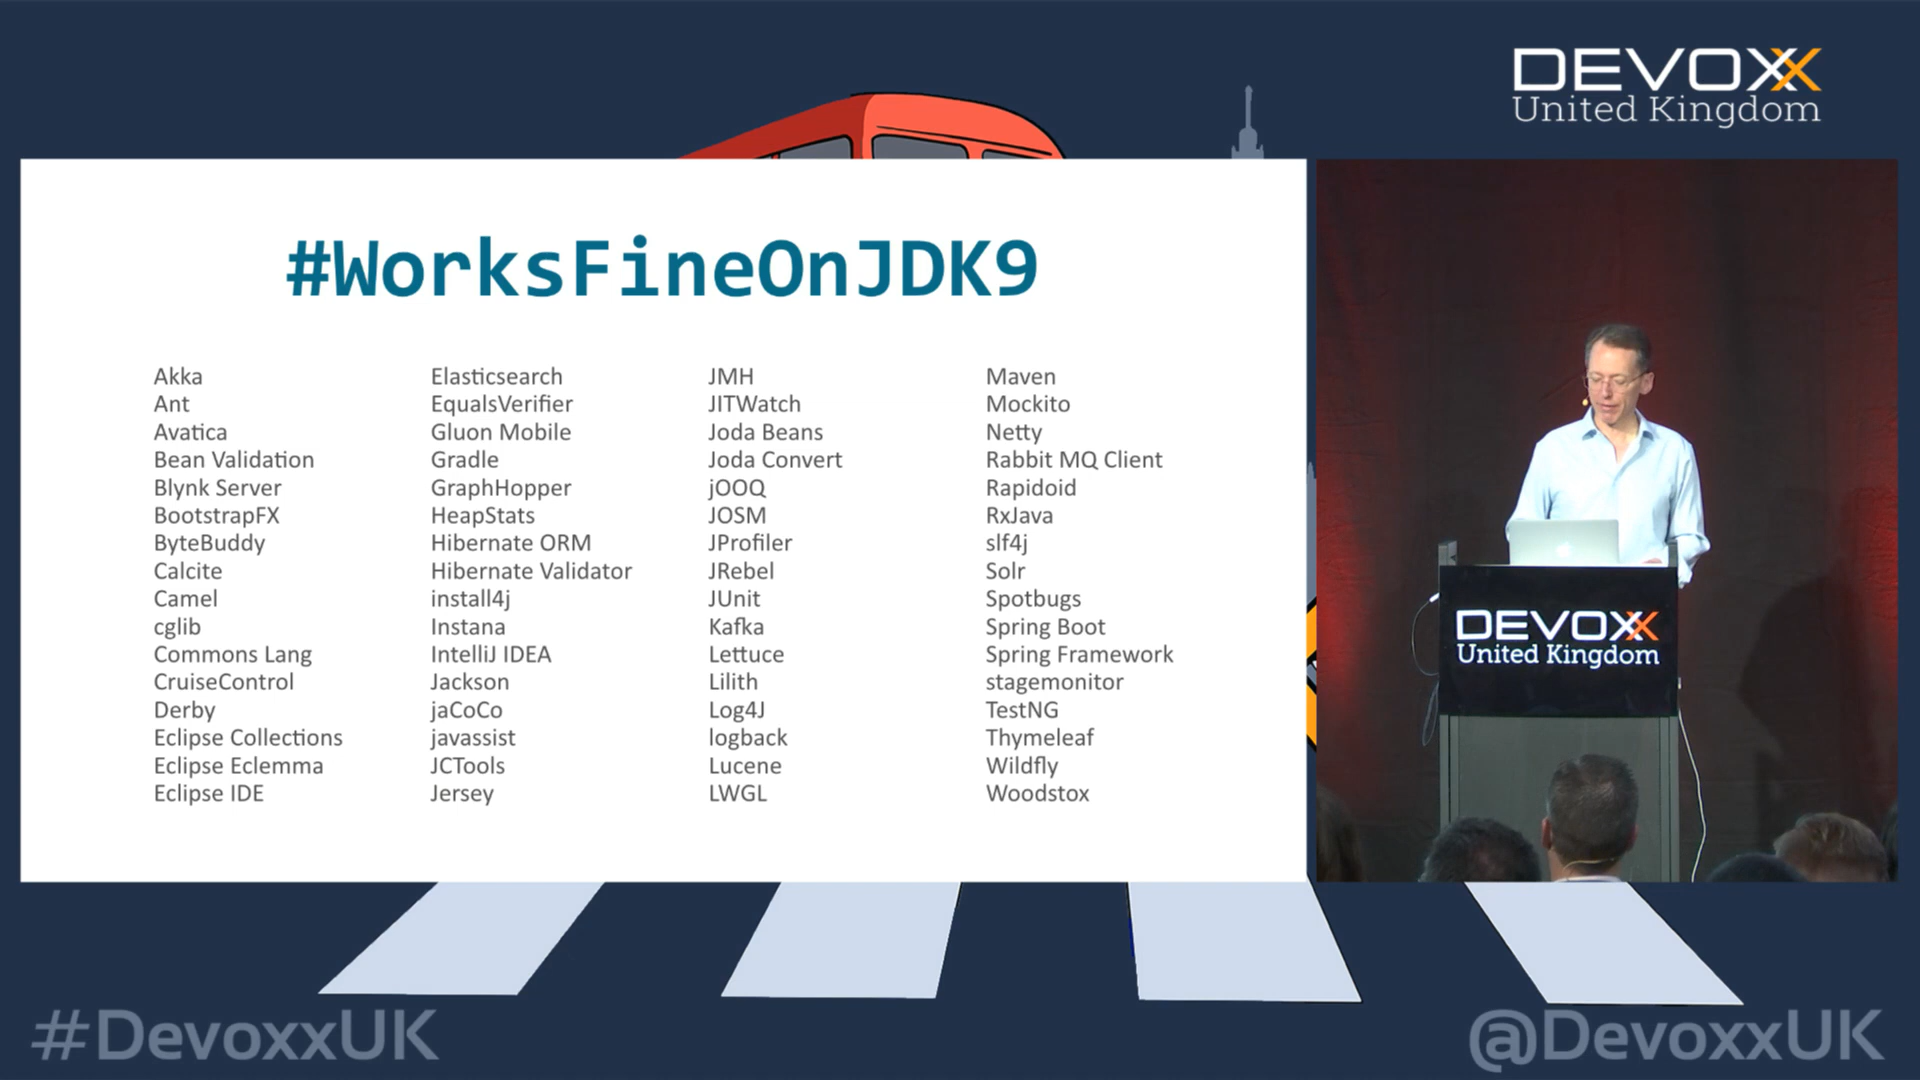 DEVOXX
United Kingdom
#WorksFineOnJDK9
Akka
Ant
Avatica
Bean Validation
Blynk Server
BootstrapFX
ByteBuddy
Calcite
Camel
cglib
Commons Lang
CruiseControl
Derby
Eclipse Collections
Eclipse Eclemma
Eclipse IDE
Elasticsearch
EqualsVerifier
Gluon Mobile
Gradle
GraphHopper
HeapStats
Hibernate ORM
Hibernate Validator
install4j
Instana
IntelliJ IDEA
Jackson
jaCoCo
javassist
JCTools
Jersey
JMH
JITWatch
Joda Beans
Joda Convert
jOOQ
JOSM
JProfiler
JRebel
JUnit
Kafka
Lettuce
Lilith
Log4J
logback
Lucene
LWGL
Maven
Mockito
Netty
Rabbit MQ Client
Rapidoid
RxJava
slf4j
Solr
Spotbugs
Spring Boot
Spring Framework
stagemonitor
TestNG
Thymeleaf
Wildfly
Woodstox
DEVOXX
United Kingdom
#DevoxxUK
@DevoxxUK